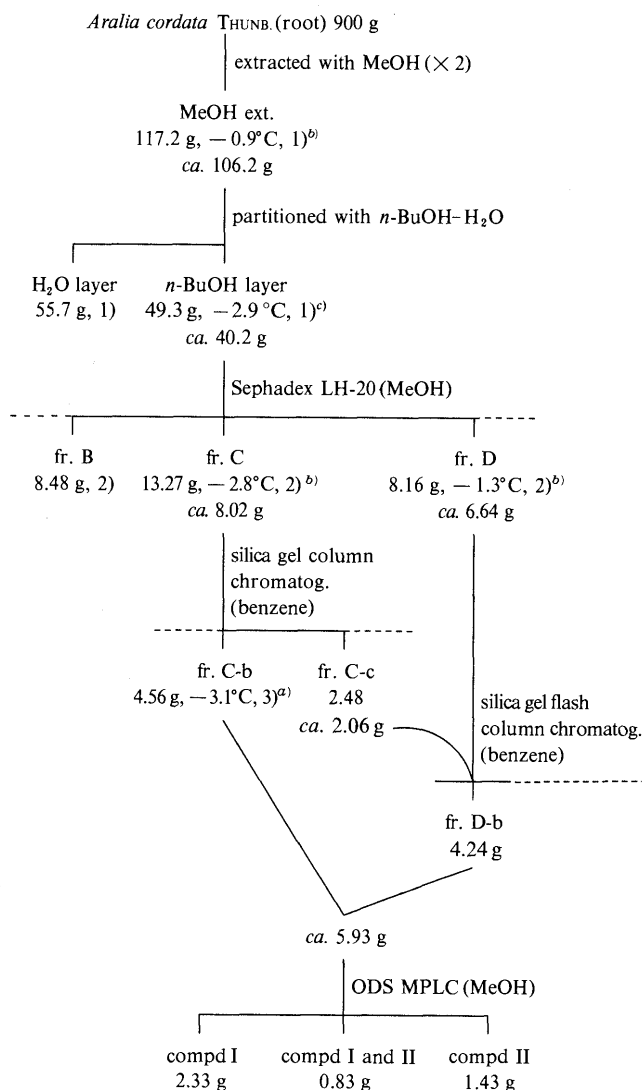 Aralia cordata THUNB. (root) 900 g
extracted with MeOH (× 2)
MeOH ext.
117.2 g, −0.9°C, 1)b)
ca. 106.2 g
partitioned with n-BuOH–H2O
H2O layer
55.7 g, 1)
n-BuOH layer
49.3 g, −2.9 °C, 1)c)
ca. 40.2 g
Sephadex LH-20 (MeOH)
fr. B
8.48 g, 2)
fr. C
13.27 g, −2.8°C, 2)b)
ca. 8.02 g
fr. D
8.16 g, −1.3°C, 2)b)
ca. 6.64 g
silica gel column
chromatog.
(benzene)
fr. C-b
4.56 g, −3.1°C, 3)a)
fr. C-c
2.48
ca. 2.06 g
silica gel flash
column chromatog.
(benzene)
fr. D-b
4.24 g
ca. 5.93 g
ODS MPLC (MeOH)
compd I
2.33 g
compd I and II
0.83 g
compd II
1.43 g